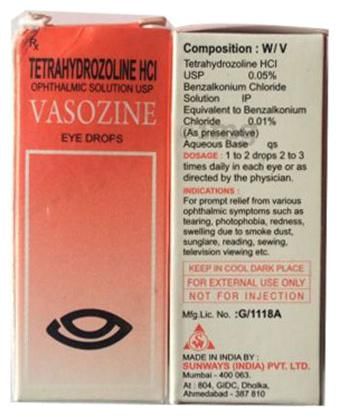 Rx
TETRAHYDROZOLINE HCl
OPHTHALMIC SOLUTION USP
VASOZINE
EYE DROPS
Composition : W/V
Tetrahydrozoline HCl
USP 0.05%
Benzalkonium Chloride
Solution IP
Equivalent to Benzalkonium
Chloride 0.01%
(As preservative)
Aqueous Base qs
DOSAGE : 1 to 2 drops 2 to 3
times daily in each eye or as
directed by the physician.
INDICATIONS :
For prompt relief from various
ophthalmic symptoms such as
tearing, photophobia, redness,
swelling due to smoke dust,
sunglare, reading, sewing,
television viewing etc.
KEEP IN COOL DARK PLACE
FOR EXTERNAL USE ONLY
NOT FOR INJECTION
Mfg.Lic. No. :G/1118A
MADE IN INDIA BY :
SUNWAYS (INDIA) PVT. LTD.
Mumbai - 400 063.
At : 804, GIDC, Dholka,
Ahmedabad - 387 810